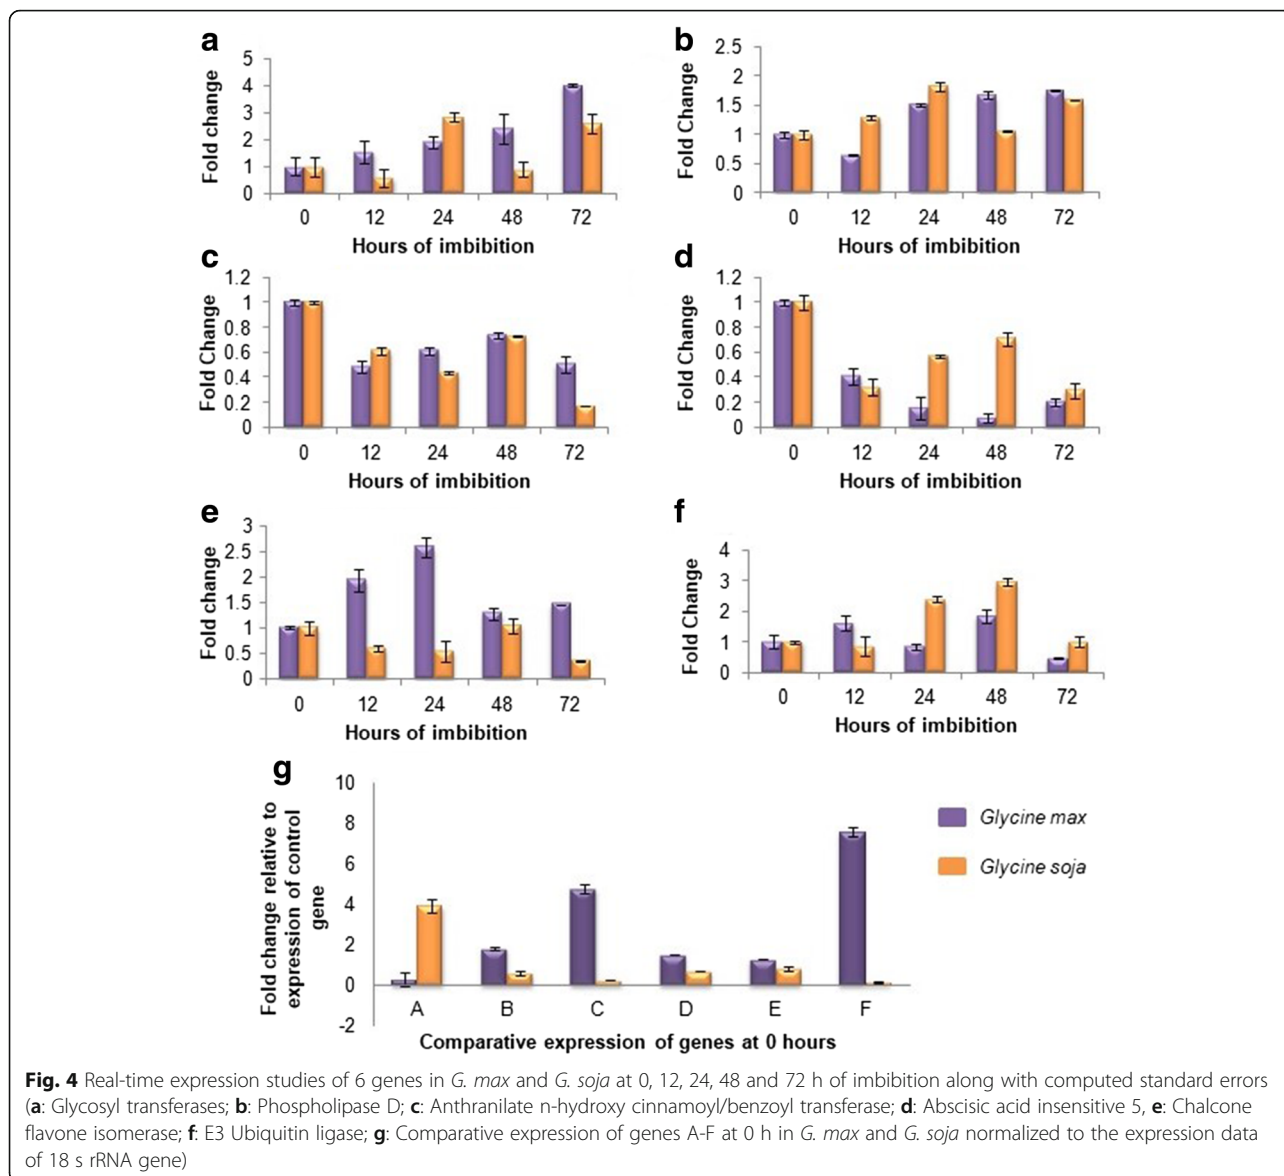 a
5
4
3
2
1
0
Fold change
0 12 24 48 72
Hours of imbibition
b
2.5
2
1.5
1
0.5
0
Fold Change
0 12 24 48 72
Hours of imbibition
c
1.2
1
0.8
0.6
0.4
0.2
0
Fold Change
0 12 24 48 72
Hours of imbibition
d
1.2
1
0.8
0.6
0.4
0.2
0
Fold Change
0 12 24 48 72
Hours of imbibition
e
3
2.5
2
1.5
1
0.5
0
Fold change
0 12 24 48 72
Hours of imbibition
f
4
3
2
1
0
Fold Change
0 12 24 48 72
Hours of imbibition
g
10
8
6
4
2
0
-2
Fold change relative to
expression of control
gene
A B C D E F
Comparative expression of genes at 0 hours
Glycine max
Glycine soja
Fig. 4 Real-time expression studies of 6 genes in G. max and G. soja at 0, 12, 24, 48 and 72 h of imbibition along with computed standard errors
(a: Glycosyl transferases; b: Phospholipase D; c: Anthranilate n-hydroxy cinnamoyl/benzoyl transferase; d: Abscisic acid insensitive 5, e: Chalcone
flavone isomerase; f: E3 Ubiquitin ligase; g: Comparative expression of genes A-F at 0 h in G. max and G. soja normalized to the expression data
of 18 s rRNA gene)